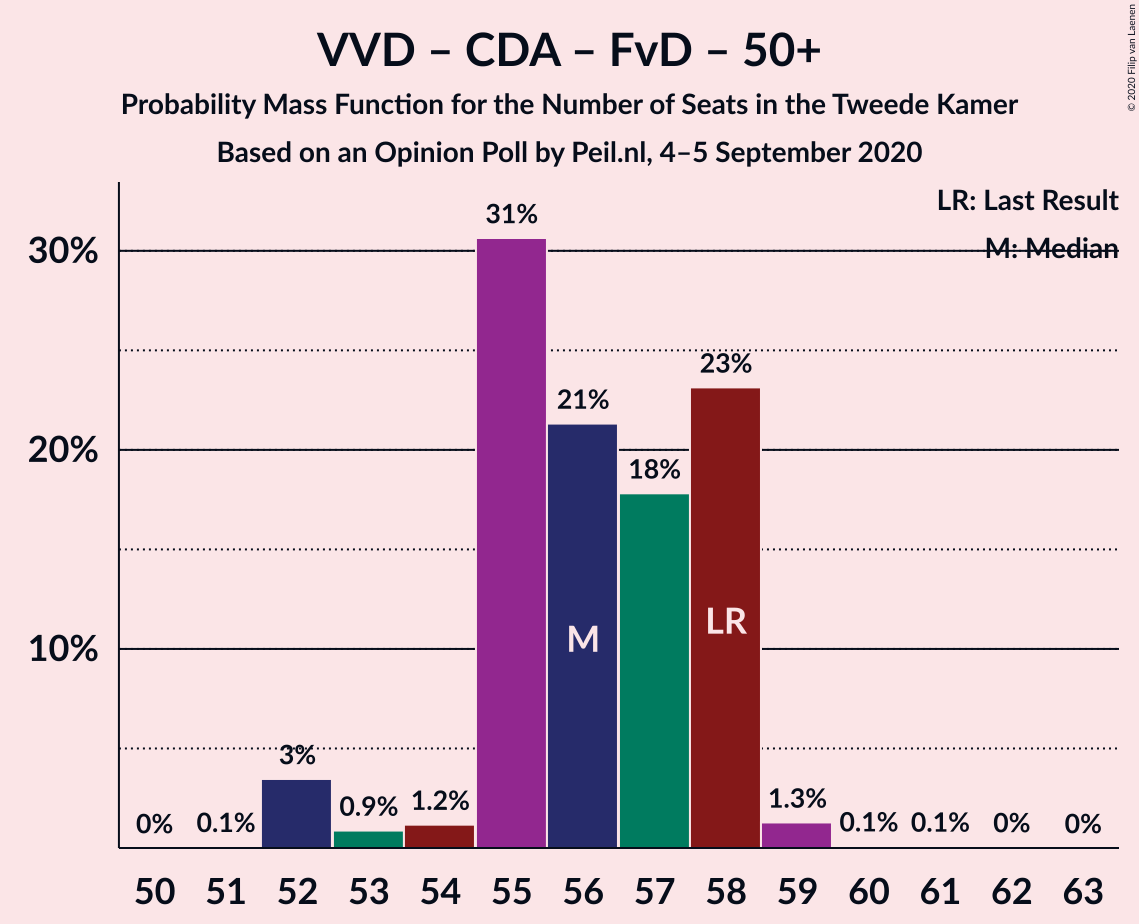 VVD – CDA – FvD – 50+
Probability Mass Function for the Number of Seats in the Tweede Kamer
Based on an Opinion Poll by Peil.nl, 4–5 September 2020
© 2020 Filip van Laenen
LR: Last Result
M: Median
30%
20%
10%
31%
23%
21%
18%
3%
0%
0.1%
0.9%
1.2%
1.3%
0.1%
0.1%
0%
0%
M
LR
50 51 52 53 54 55 56 57 58 59 60 61 62 63